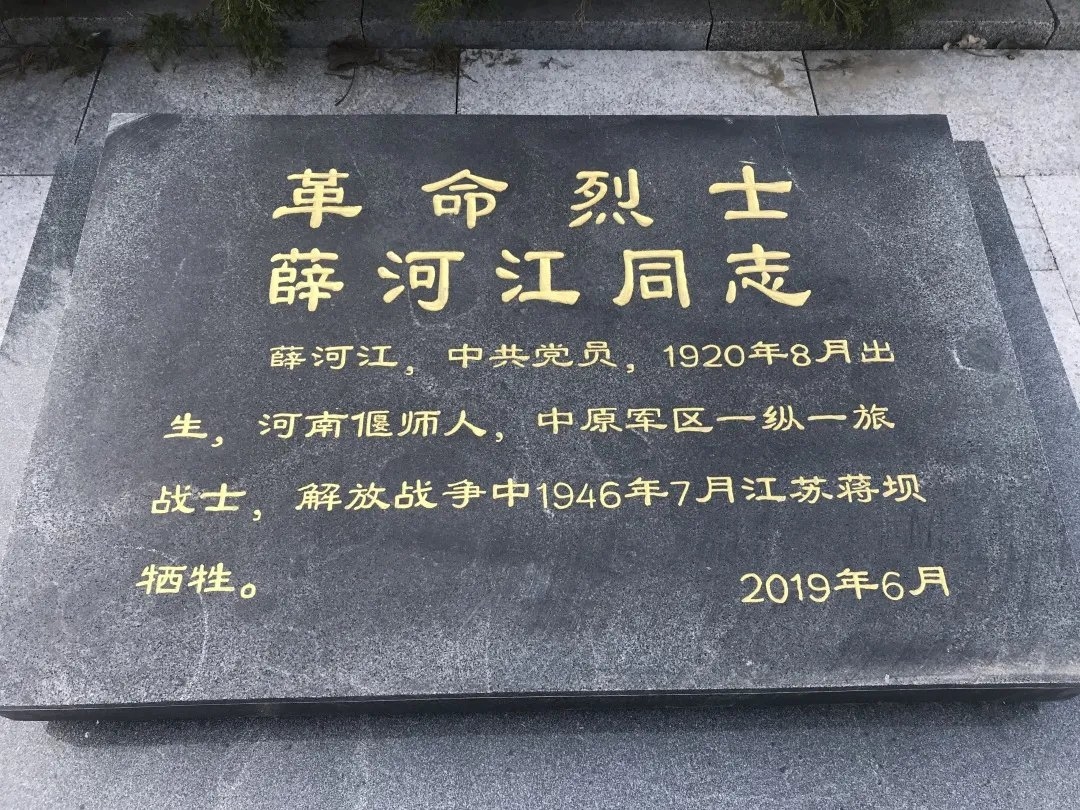 革命烈士
薛河江同志
薛河江，中共党员，1920年8月出
生，河南偃师人，中原军区一纵一旅
战士，解放战争中1946年7月江苏蒋坝
牺牲。 2019年6月